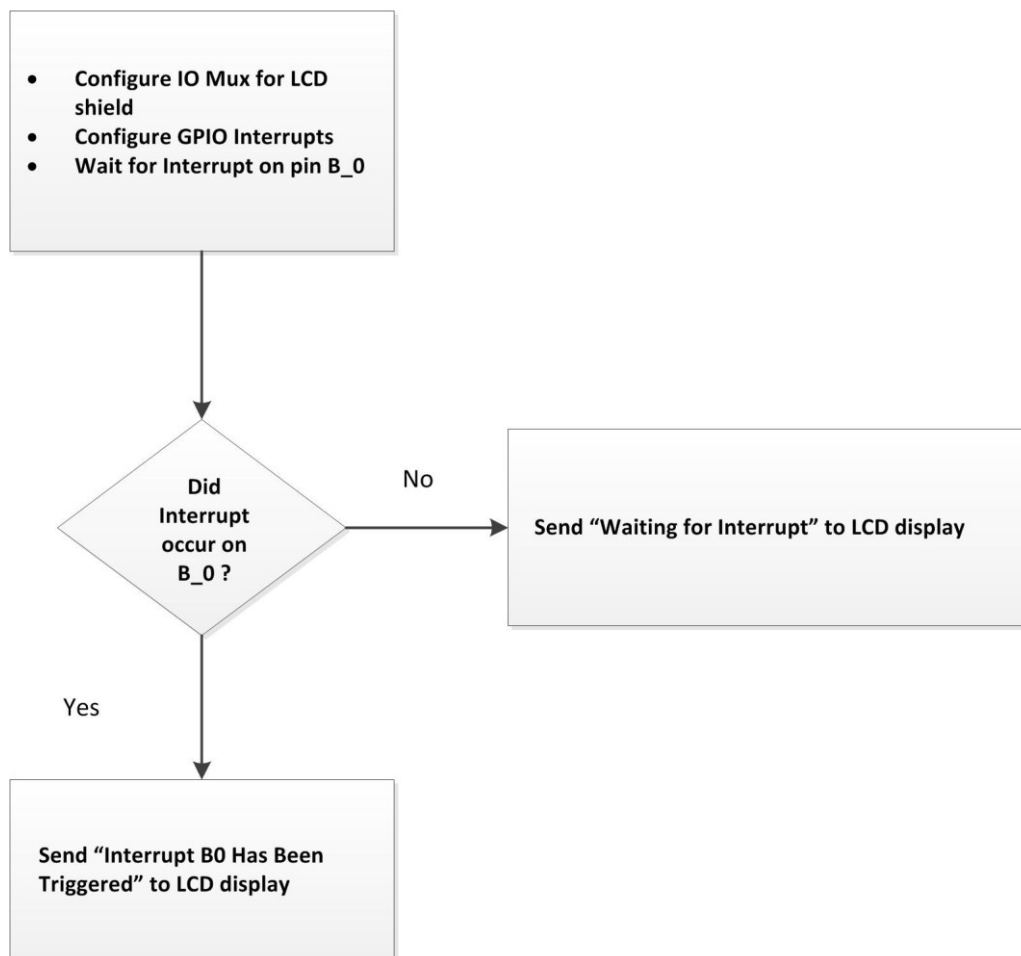 • Configure IO Mux for LCD
shield
• Configure GPIO Interrupts
• Wait for Interrupt on pin B_0
Did
Interrupt
occur on
B_0 ?
No
Send “Waiting for Interrupt” to LCD display
Yes
Send “Interrupt B0 Has Been
Triggered” to LCD display